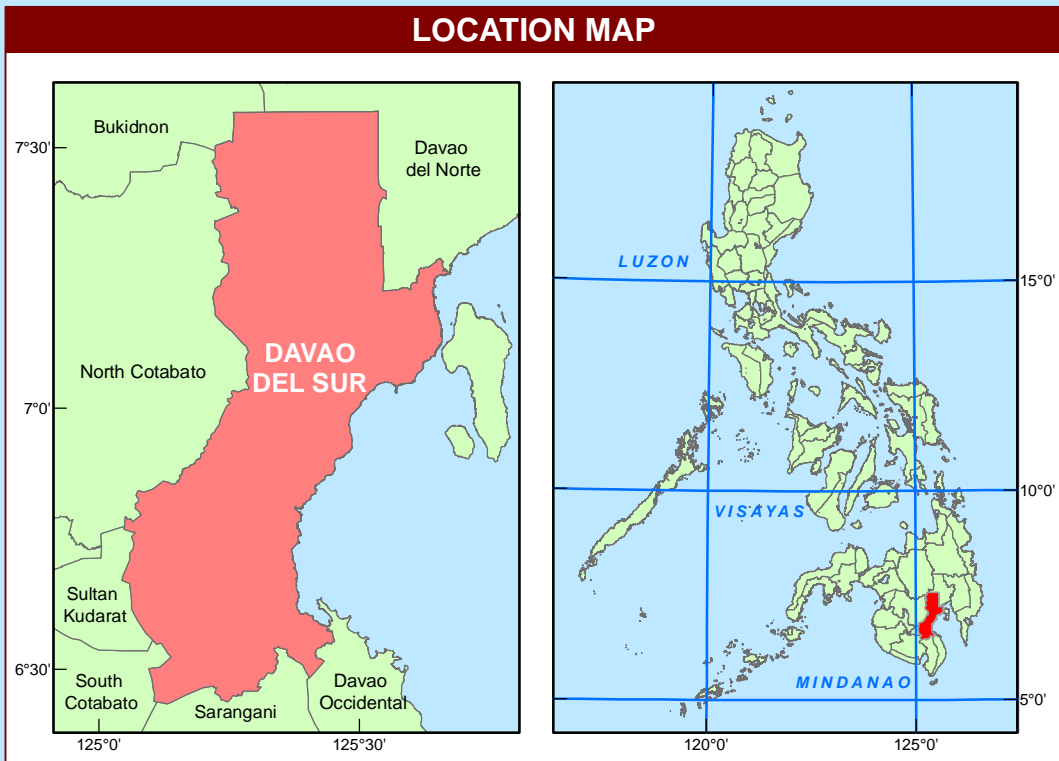 LOCATION MAP
Bukidnon
Davao
del Norte
7°30'
North Cotabato
DAVAO
DEL SUR
7°0'
Sultan
Kudarat
6°30'
South
Cotabato
Sarangani
Davao
Occidental
125°0'
125°30'
LUZON
15°0'
10°0'
VISAYAS
MINDANAO
5°0'
120°0'
125°0'